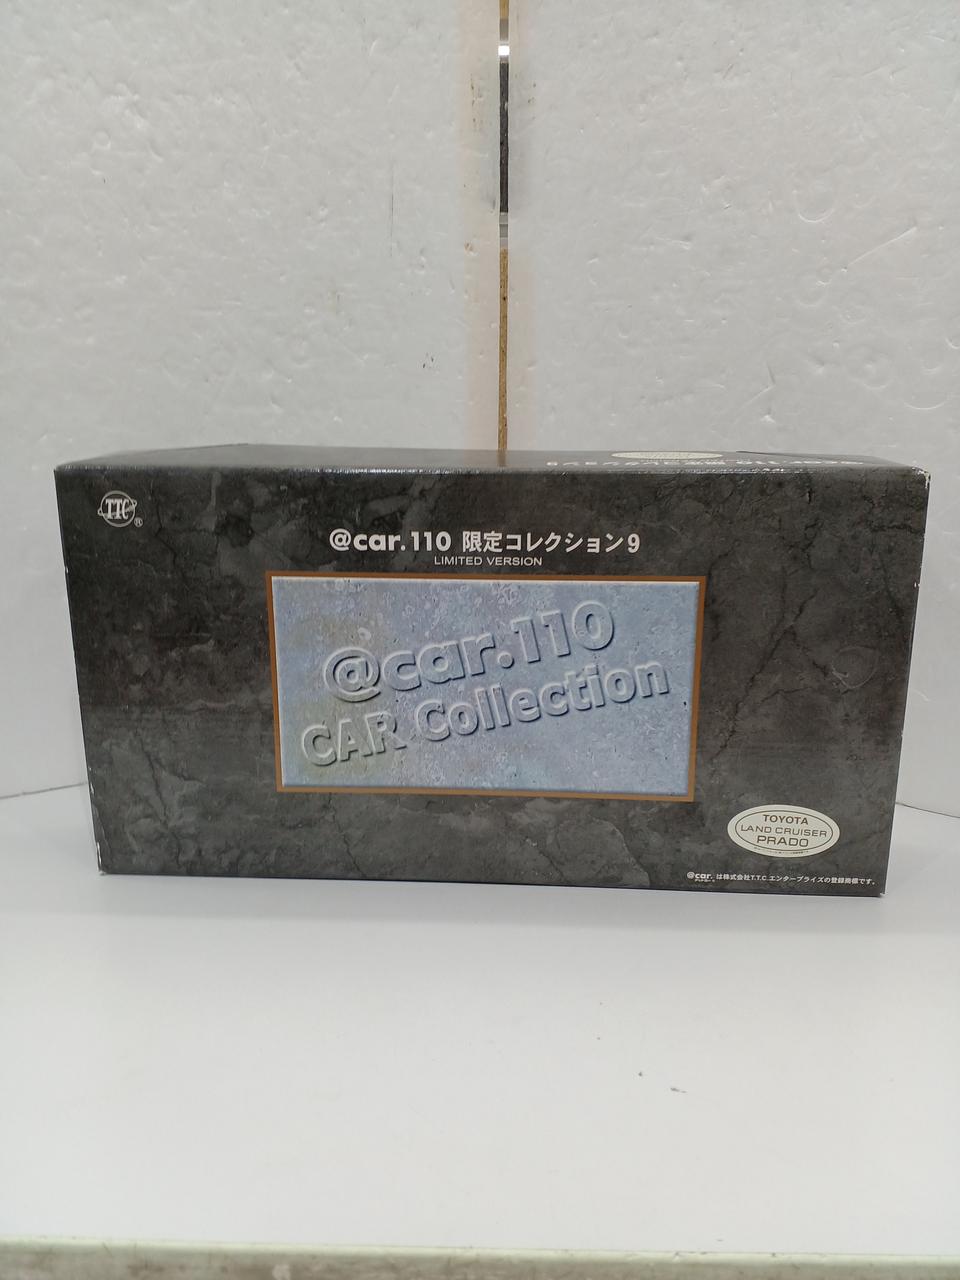 TTC®
@car.110 限定コレクション9
LIMITED VERSION
@car.110
CAR Collection
TOYOTA
LAND CRUISER
PRADO
@car. は株式会社T.T.C.エンタープライズの登録商標です。